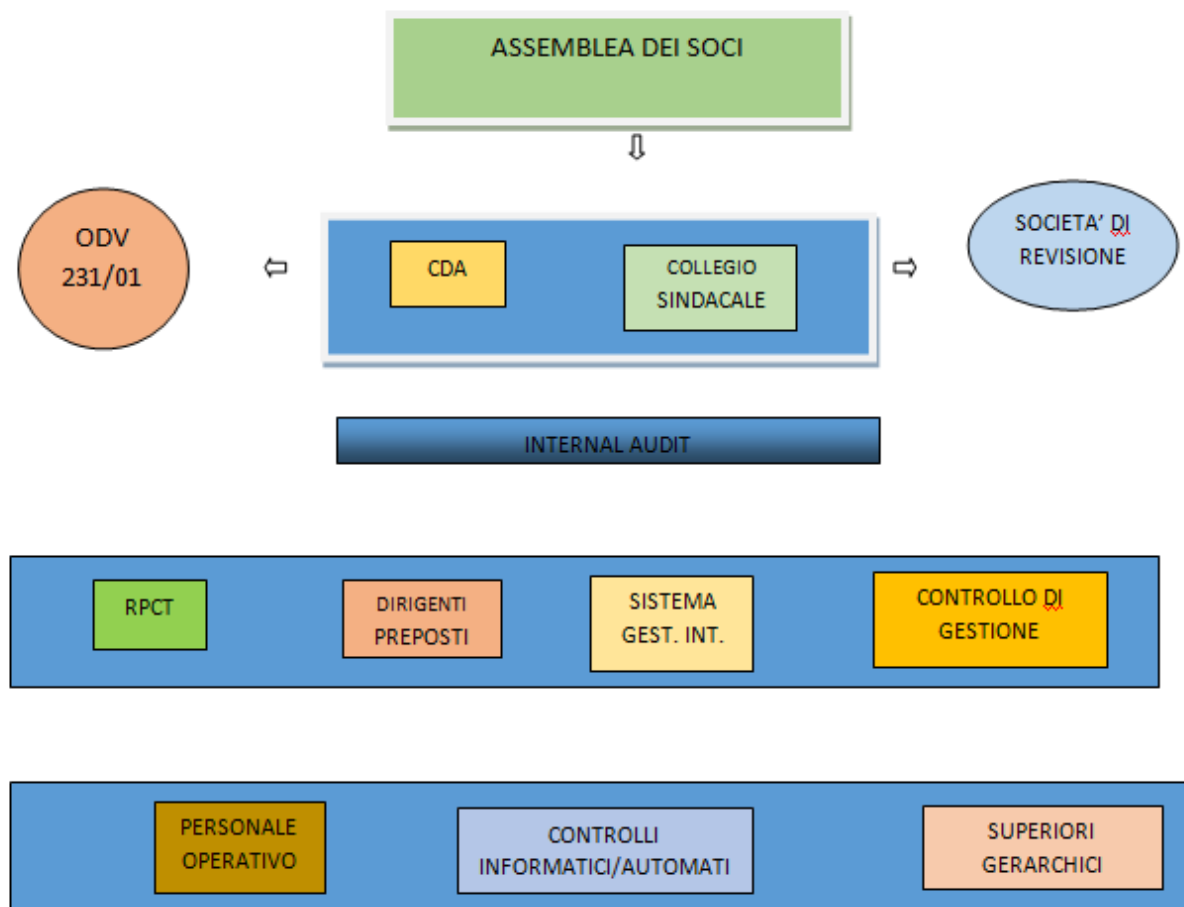 ASSEMBLEA DEI SOCI
ODV
231/01
CDA
COLLEGIO
SINDACALE
SOCIETA’ DI
REVISIONE
INTERNAL AUDIT
RPCT
DIRIGENTI
PREPOSTI
SISTEMA
GEST. INT.
CONTROLLO DI
GESTIONE
PERSONALE
OPERATIVO
CONTROLLI
INFORMATICI/AUTOMATI
SUPERIORI
GERARCHICI